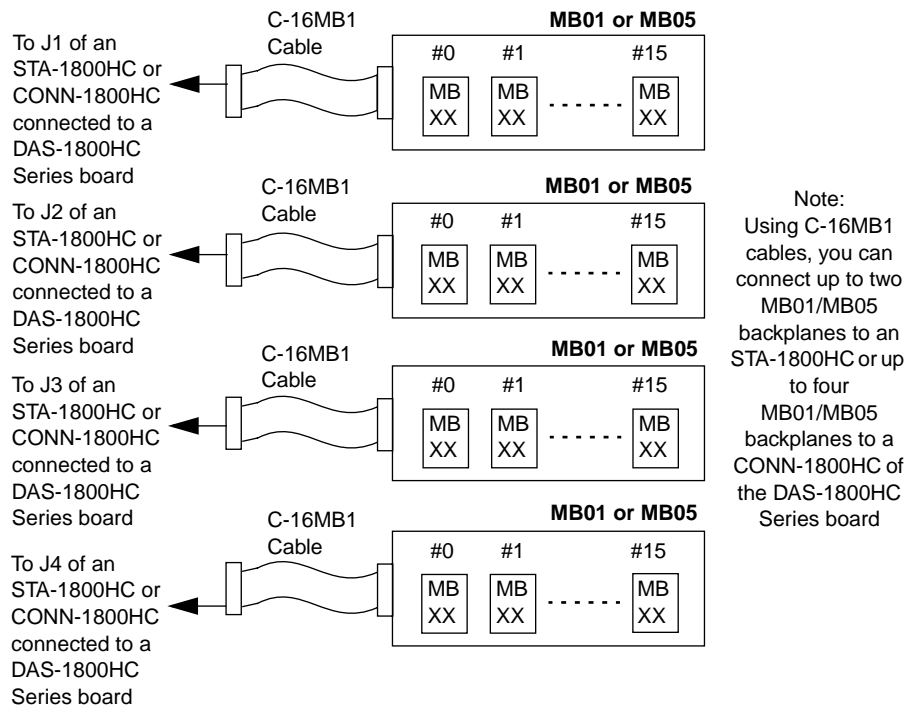 To J1 of an
STA-1800HC or
CONN-1800HC
connected to a
DAS-1800HC
Series board
C-16MB1
Cable
MB01 or MB05
#0 #1 #15
MB MB MB
XX XX XX
To J2 of an
STA-1800HC or
CONN-1800HC
connected to a
DAS-1800HC
Series board
C-16MB1
Cable
MB01 or MB05
#0 #1 #15
MB MB MB
XX XX XX
To J3 of an
STA-1800HC or
CONN-1800HC
connected to a
DAS-1800HC
Series board
C-16MB1
Cable
MB01 or MB05
#0 #1 #15
MB MB MB
XX XX XX
To J4 of an
STA-1800HC or
CONN-1800HC
connected to a
DAS-1800HC
Series board
C-16MB1
Cable
MB01 or MB05
#0 #1 #15
MB MB MB
XX XX XX
Note:
Using C-16MB1
cables, you can
connect up to two
MB01/MB05
backplanes to an
STA-1800HC or up
to four
MB01/MB05
backplanes to a
CONN-1800HC of
the DAS-1800HC
Series board